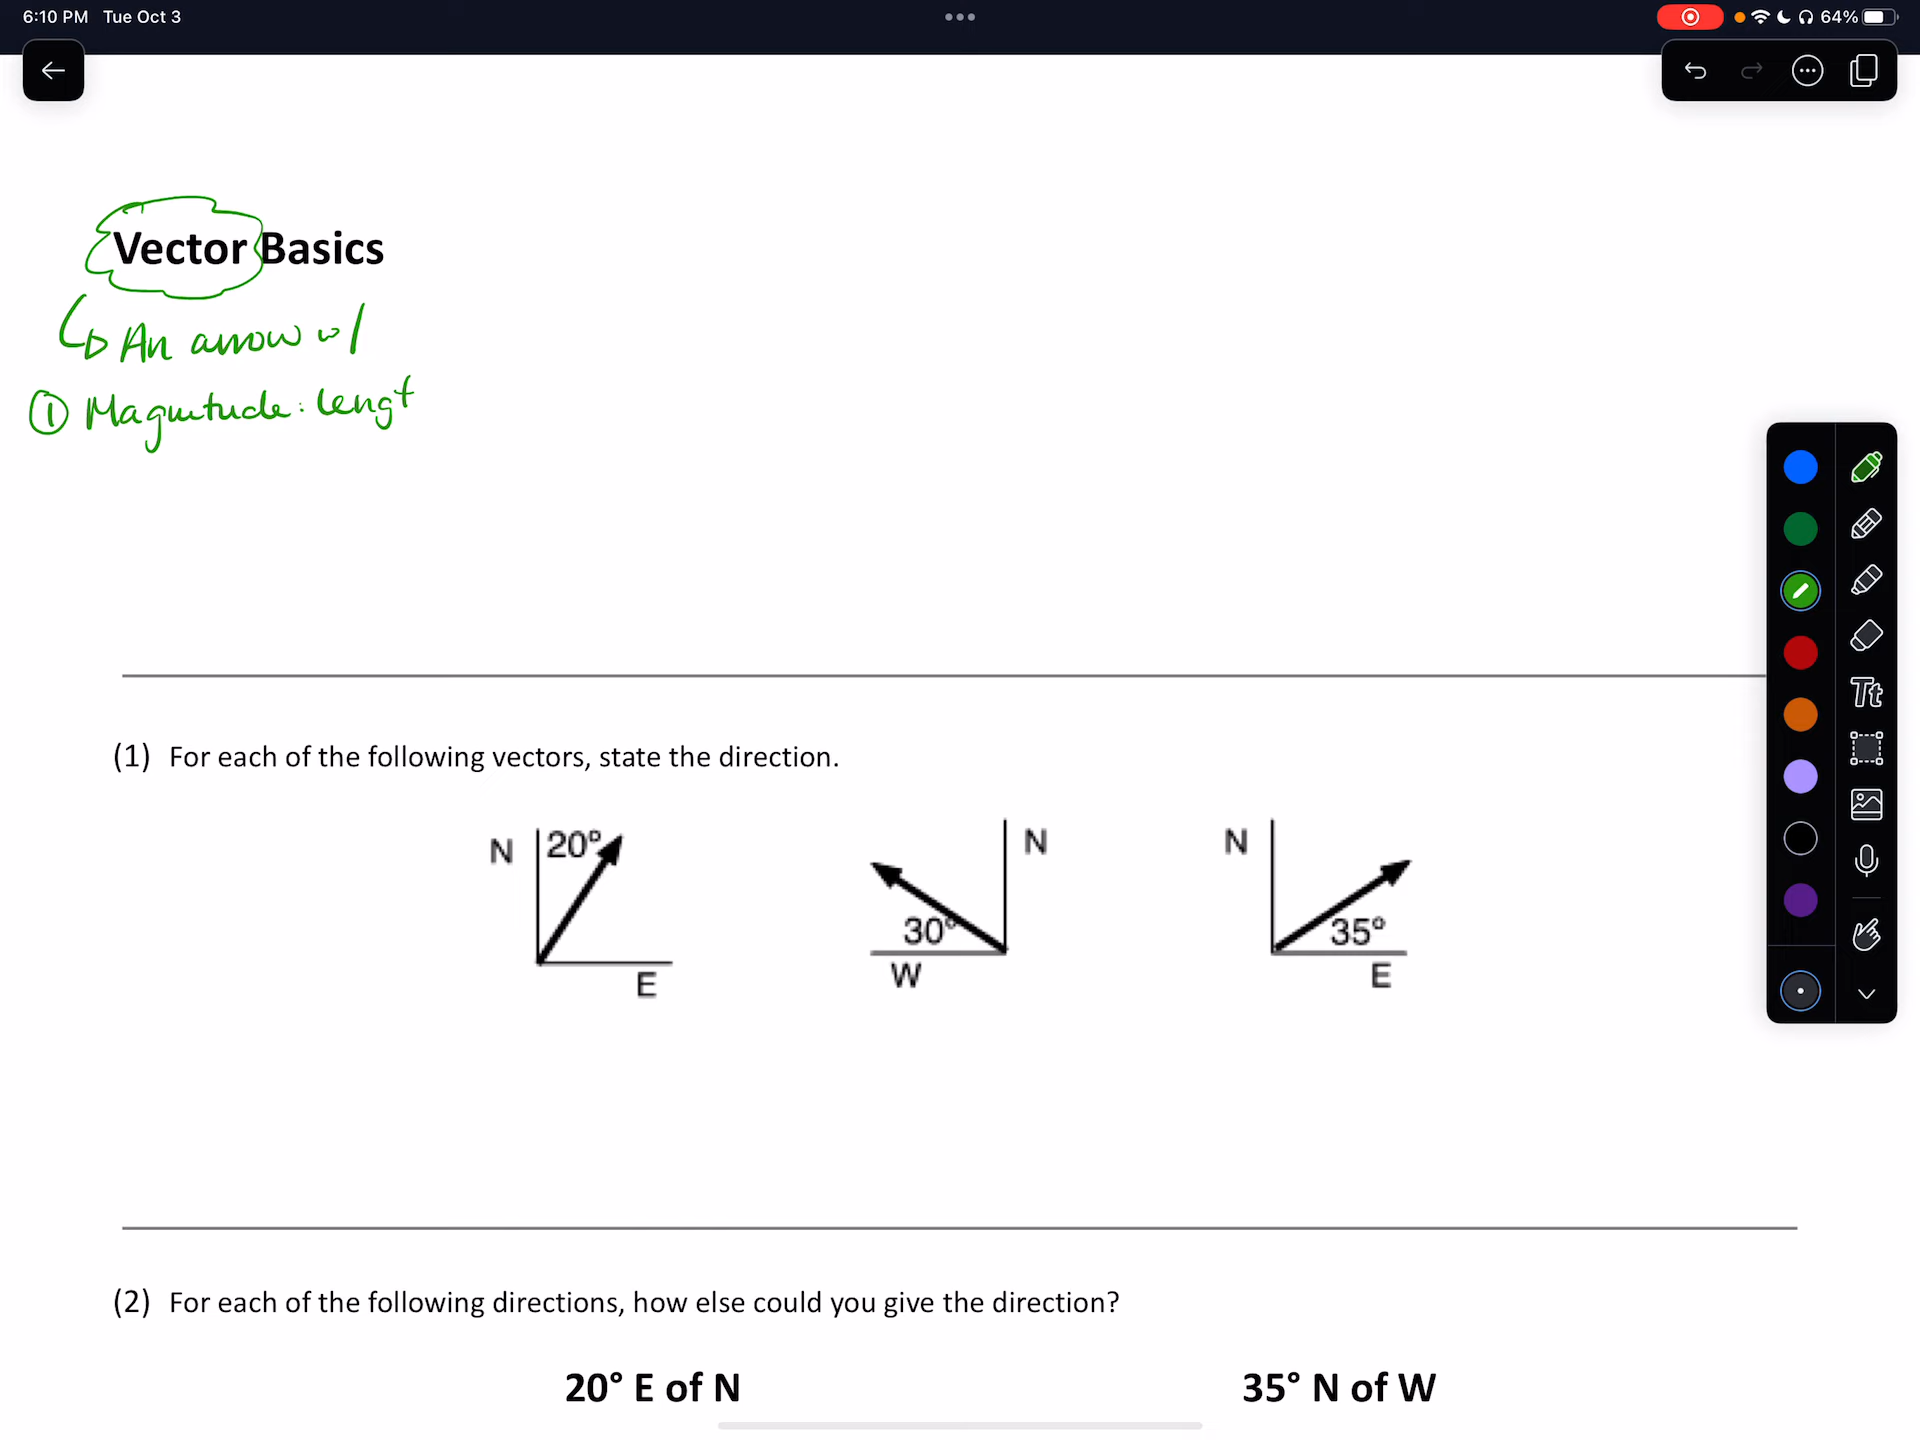 6:10 PM Tue Oct 3
64%
Vector Basics
An arrow w/
① Magnitude: lengt
Tt
(1) For each of the following vectors, state the direction.
N 20° E
30° N W
N 35° E
(2) For each of the following directions, how else could you give the direction?
20° E of N 35° N of W